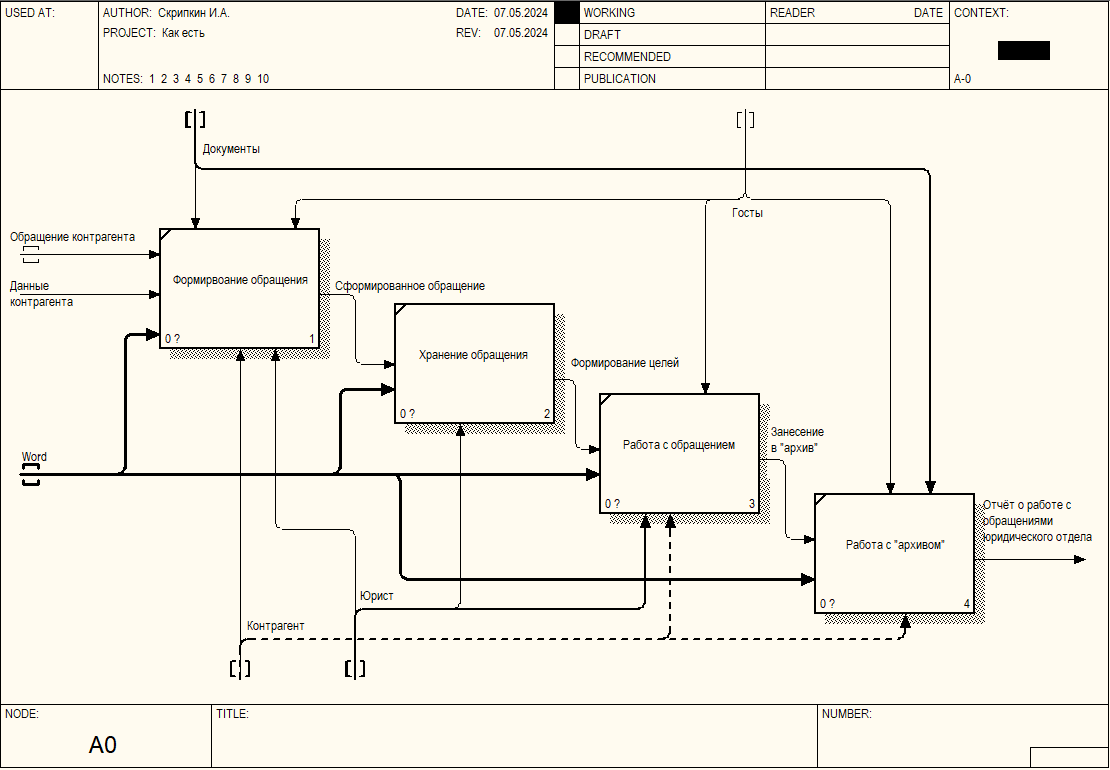 USED AT:
AUTHOR: Скрипкин И.А.
DATE: 07.05.2024
PROJECT: Как есть
REV: 07.05.2024
NOTES: 1 2 3 4 5 6 7 8 9 10
WORKING
DRAFT
RECOMMENDED
PUBLICATION
READER
DATE
CONTEXT:
A-0
Документы
Госты
Обращение контрагента
Данные
контрагента
Формирвоание обращения
0 ?
1
Сформированное обращение
Хранение обращения
0 ?
2
Формирование целей
Работа с обращением
0 ?
3
Занесение
в "архив"
Word
Работа с "архивом"
0 ?
4
Отчёт о работе с
обращениями
юридического отдела
Юрист
Контрагент
NODE:
A0
TITLE:
NUMBER: